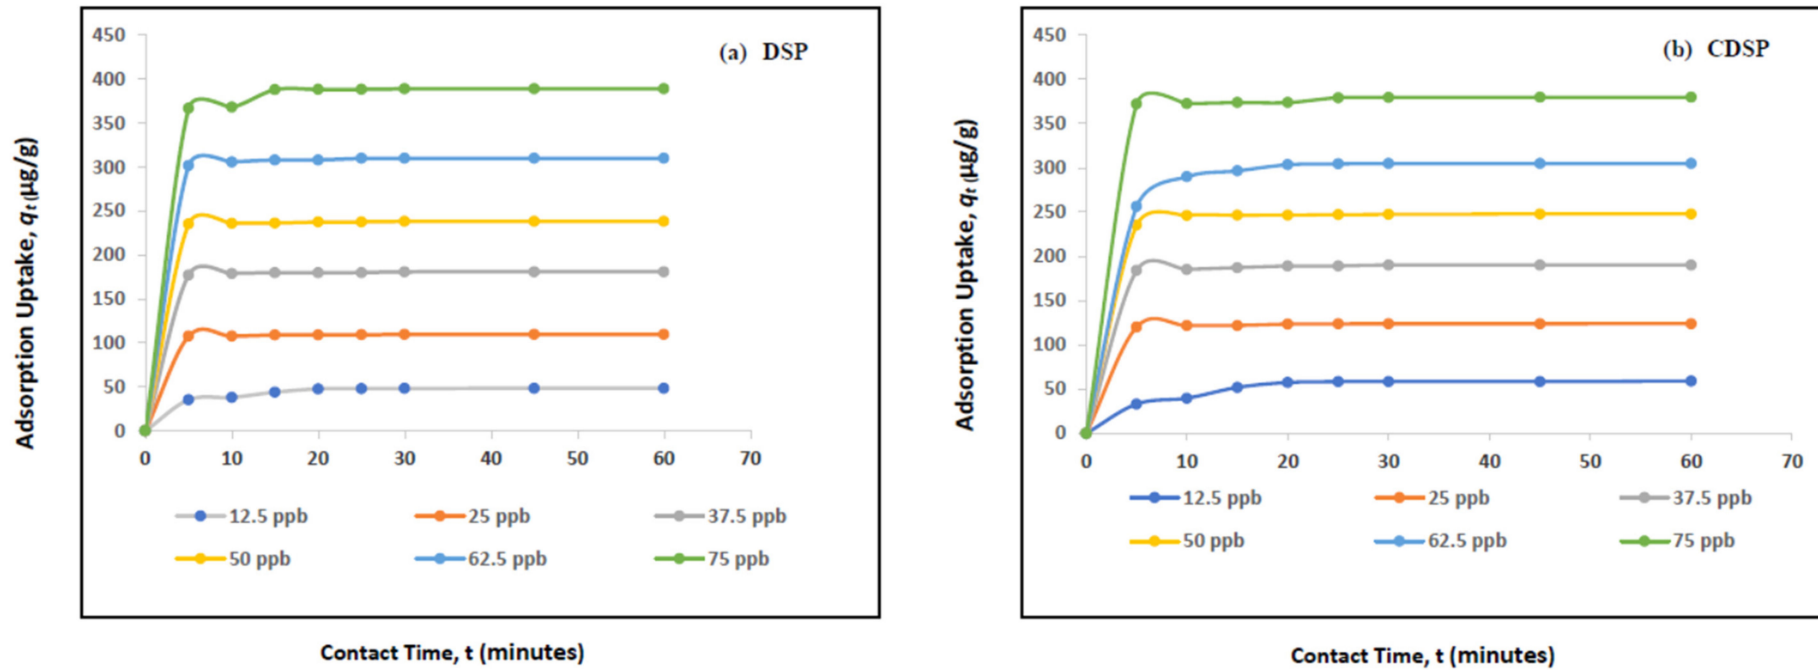 (a) DSP
Adsorption Uptake, qt (µg/g)
450
400
350
300
250
200
150
100
50
0
0 10 20 30 40 50 60 70
12.5 ppb 25 ppb 37.5 ppb
50 ppb 62.5 ppb 75 ppb
Contact Time, t (minutes)
(b) CDSP
Adsorption Uptake, qt (µg/g)
450
400
350
300
250
200
150
100
50
0
0 10 20 30 40 50 60 70
12.5 ppb 25 ppb 37.5 ppb
50 ppb 62.5 ppb 75 ppb
Contact Time, t (minutes)